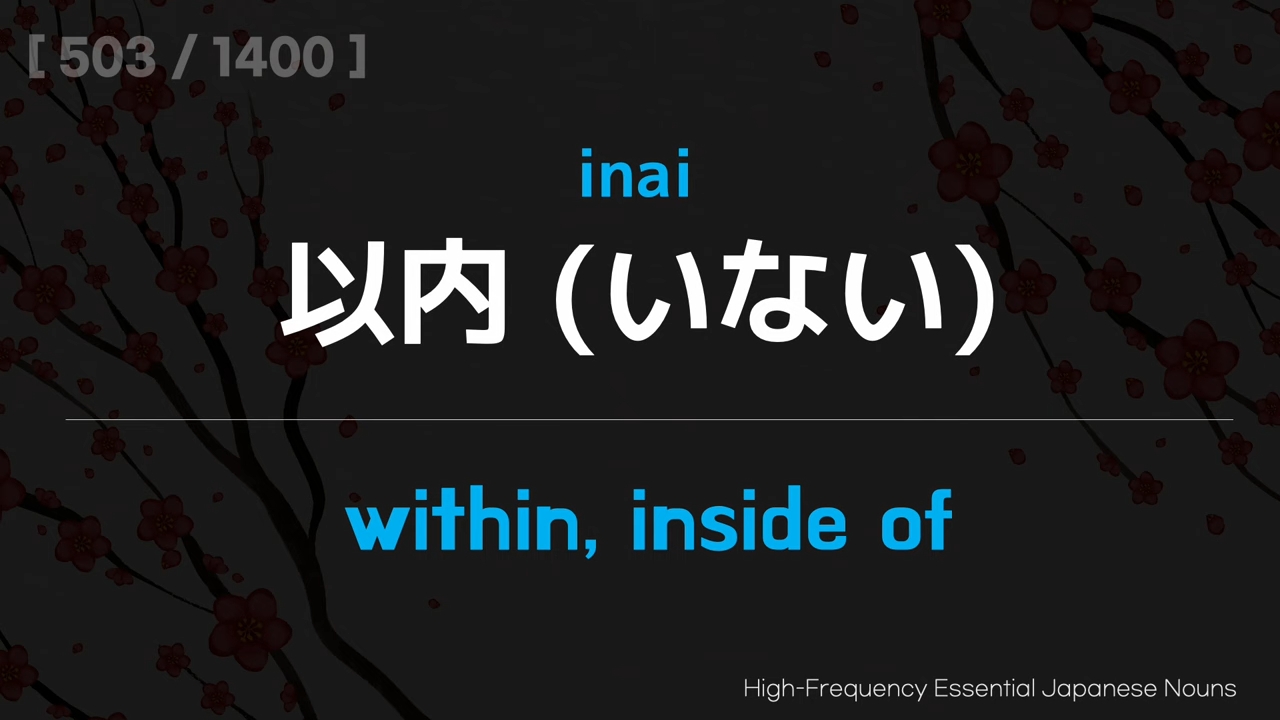 [ 503 / 1400 ]
inai
以内 (いない)
within, inside of
High-Frequency Essential Japanese Nouns